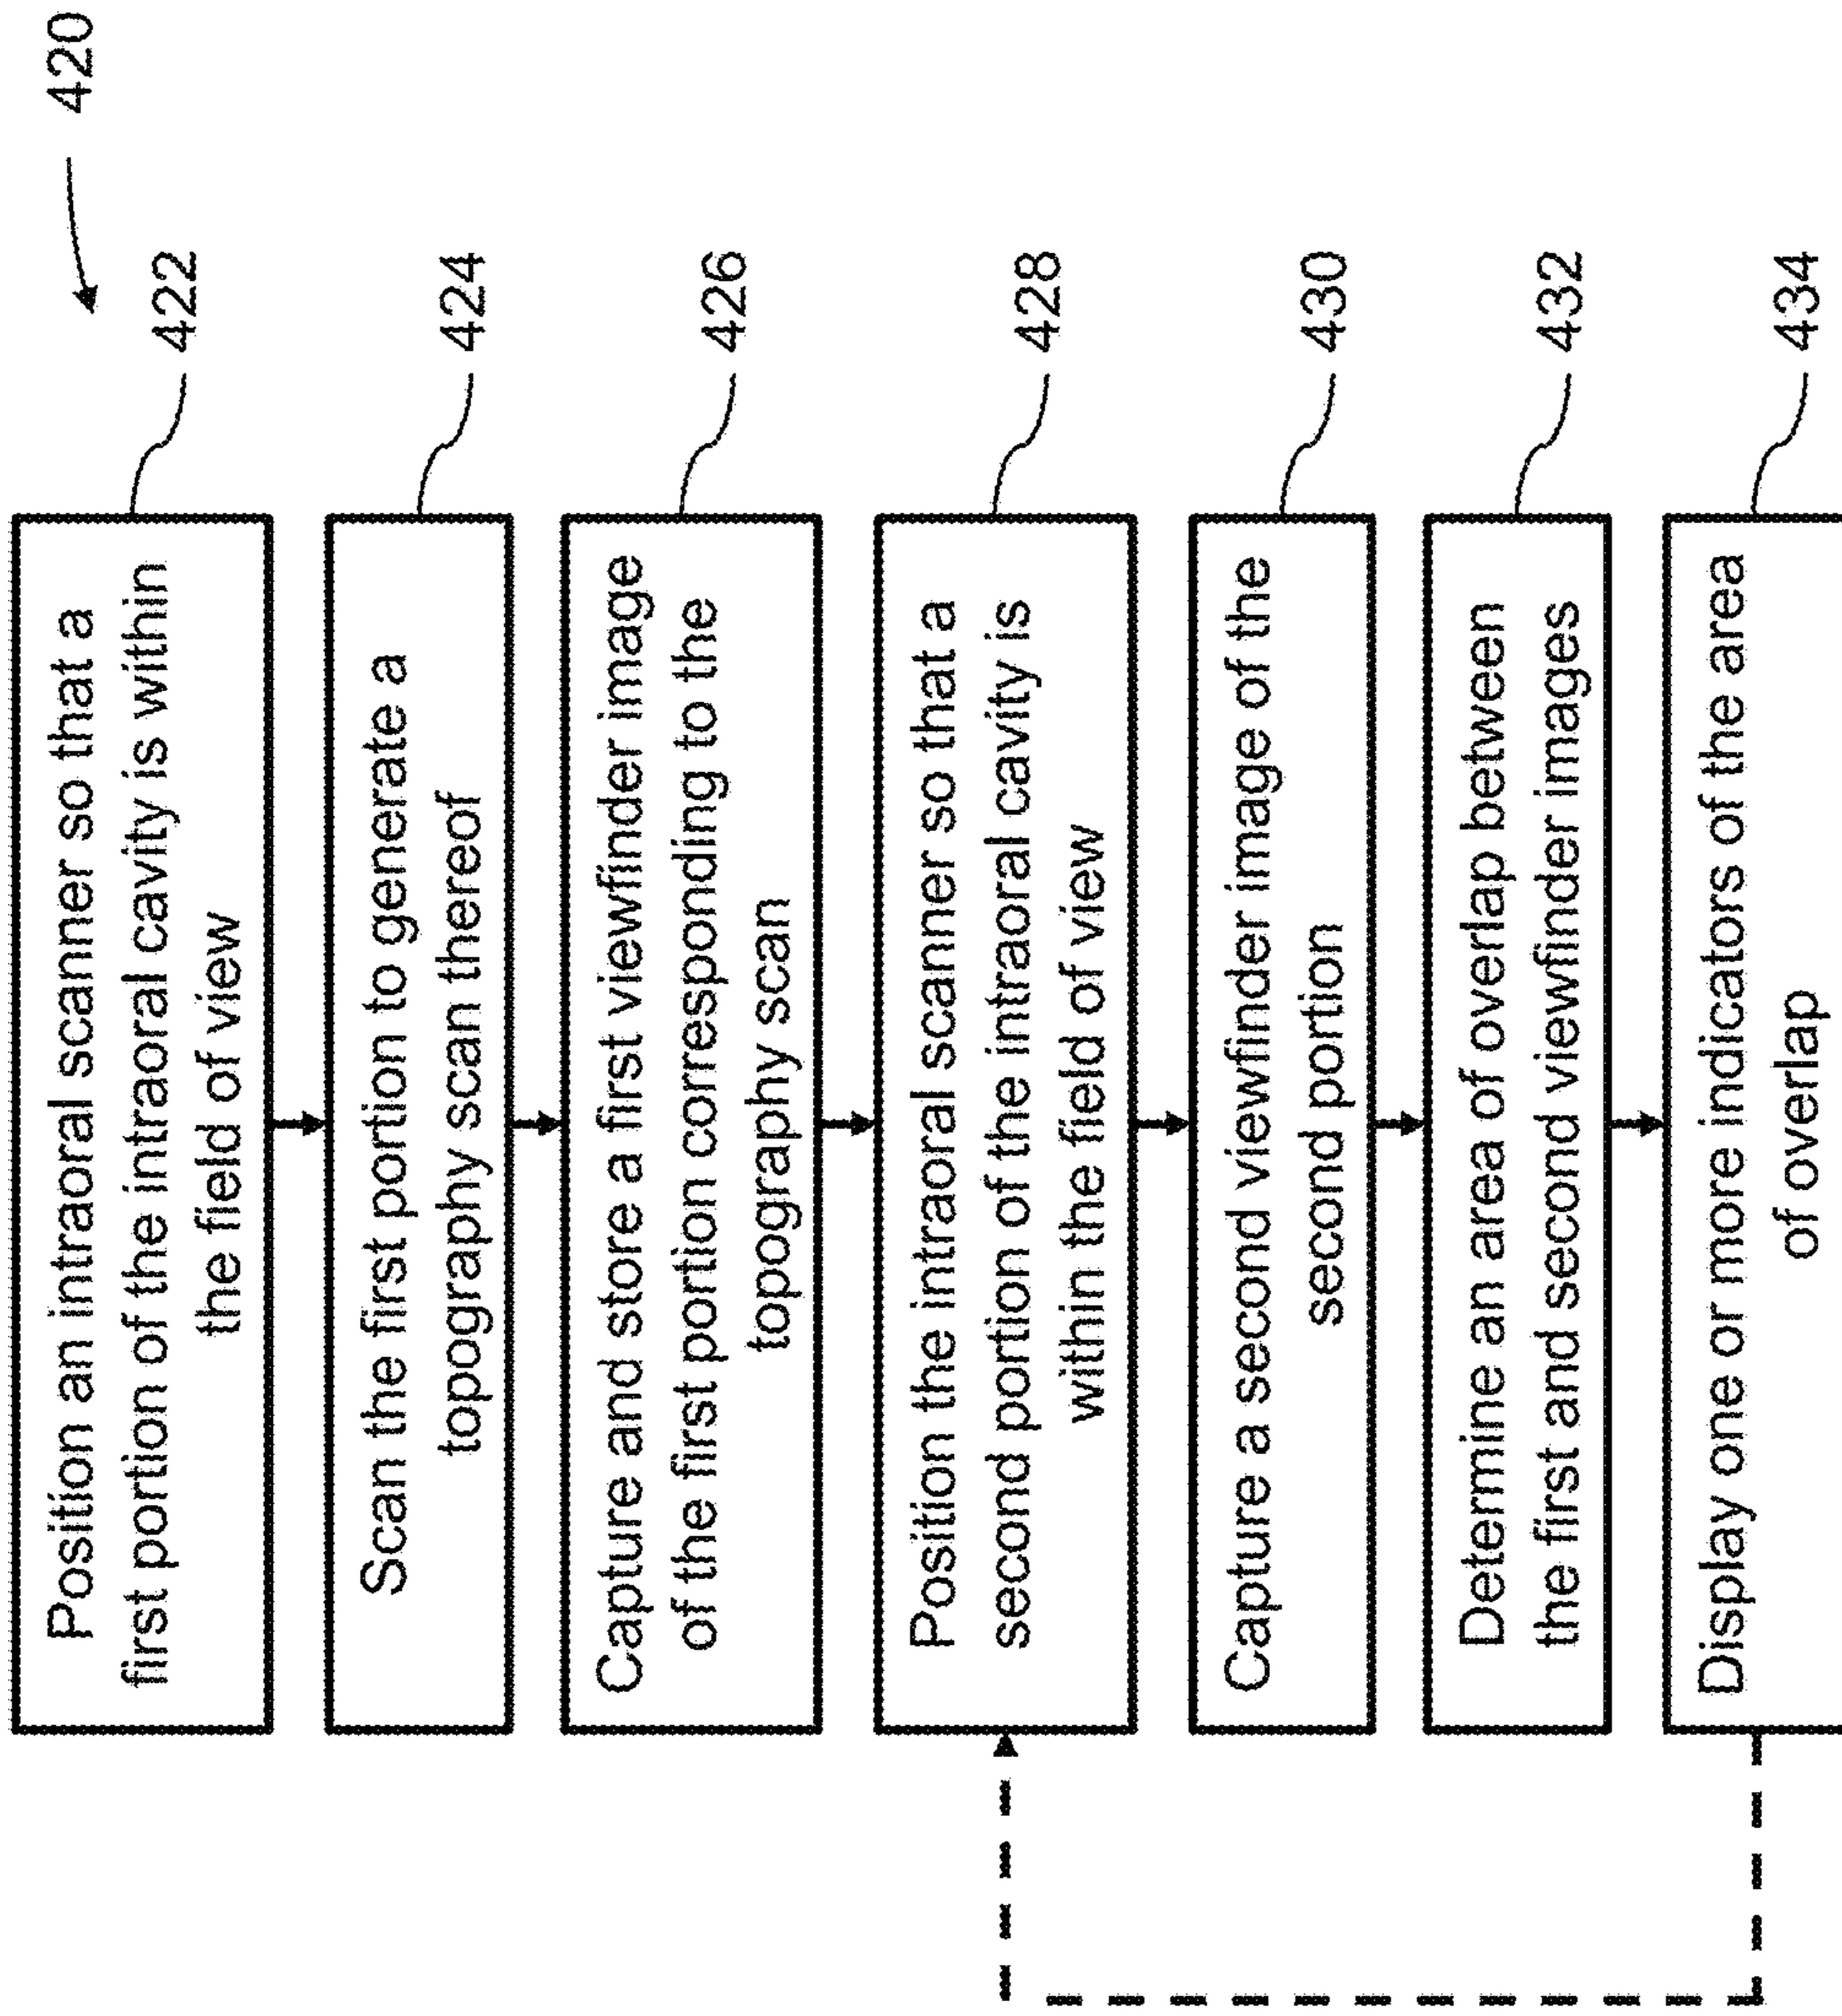 420
Position an intraoral scanner so that a
first portion of the intraoral cavity is within
the field of view
422
Scan the first portion to generate a
topography scan thereof
424
Capture and store a first viewfinder image
of the first portion corresponding to the
topography scan
426
Position the intraoral scanner so that a
second portion of the intraoral cavity is
within the field of view
428
Capture a second viewfinder image of the
second portion
430
Determine an area of overlap between
the first and second viewfinder images
432
Display one or more indicators of the area
of overlap
434